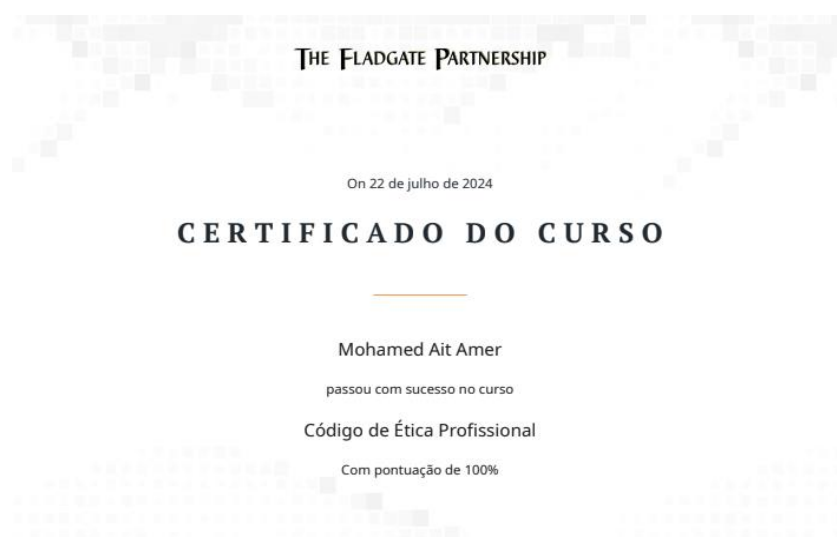 THE FLADGATE PARTNERSHIP
On 22 de julho de 2024
CERTIFICADO DO CURSO
Mohamed Ait Amer
passou com sucesso no curso
Código de Ética Profissional
Com pontuação de 100%